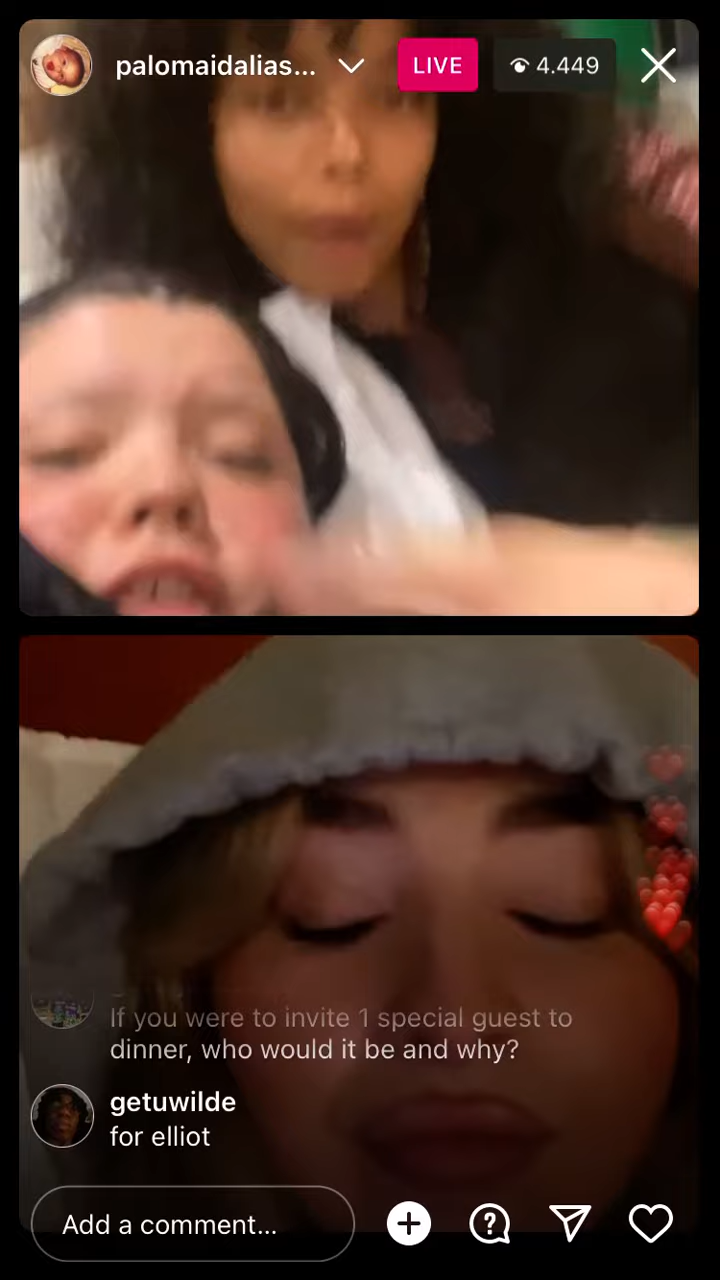 palomaidalias...
LIVE
4.449
If you were to invite 1 special guest to
dinner, who would it be and why?
getuwilde
for elliot
Add a comment...